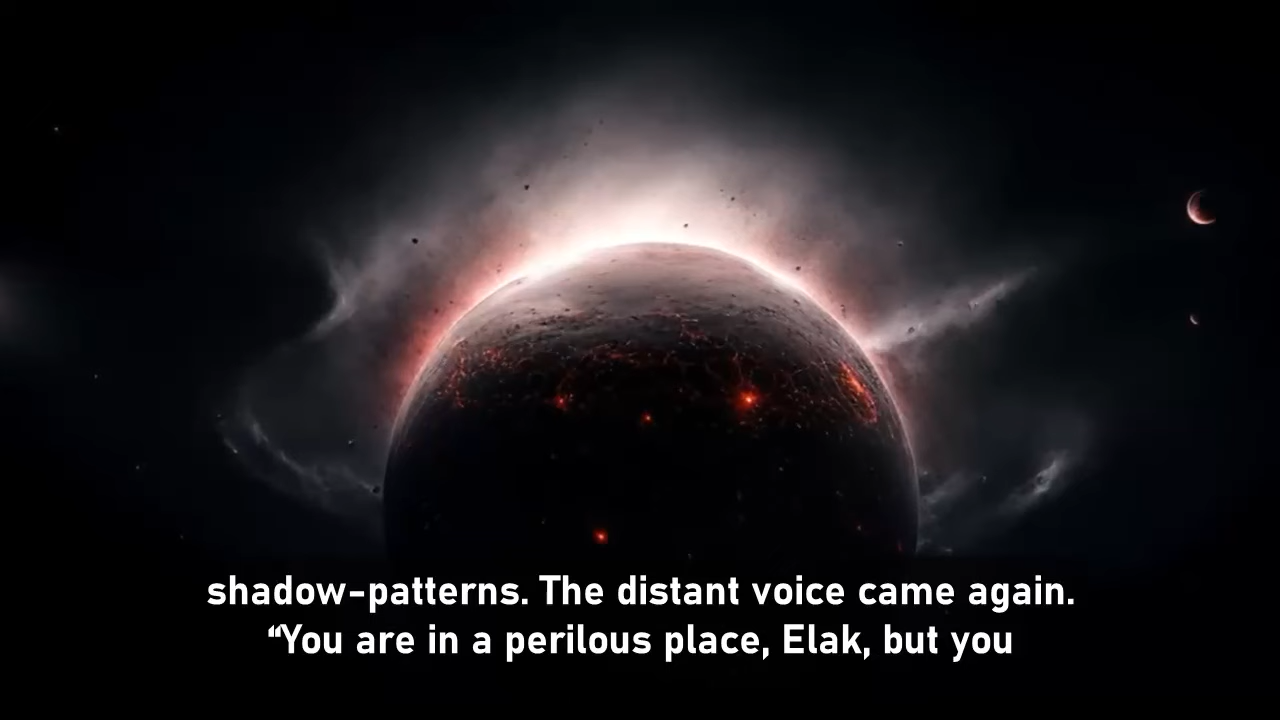 shadow-patterns. The distant voice came again.
“You are in a perilous place, Elak, but you